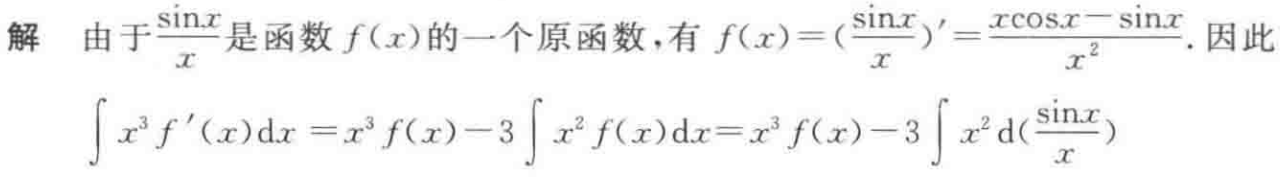 解 由于$\frac{\sin x}{x}$是函数 $f(x)$的一个原函数,有 $f(x)=(\frac{\sin x}{x})'=\frac{x\cos x-\sin x}{x^2}$. 因此
$\int x^3 f'(x)\mathrm{d}x=x^3 f(x)-3\int x^2 f(x)\mathrm{d}x=x^3 f(x)-3\int x^2 \mathrm{d}(\frac{\sin x}{x})$